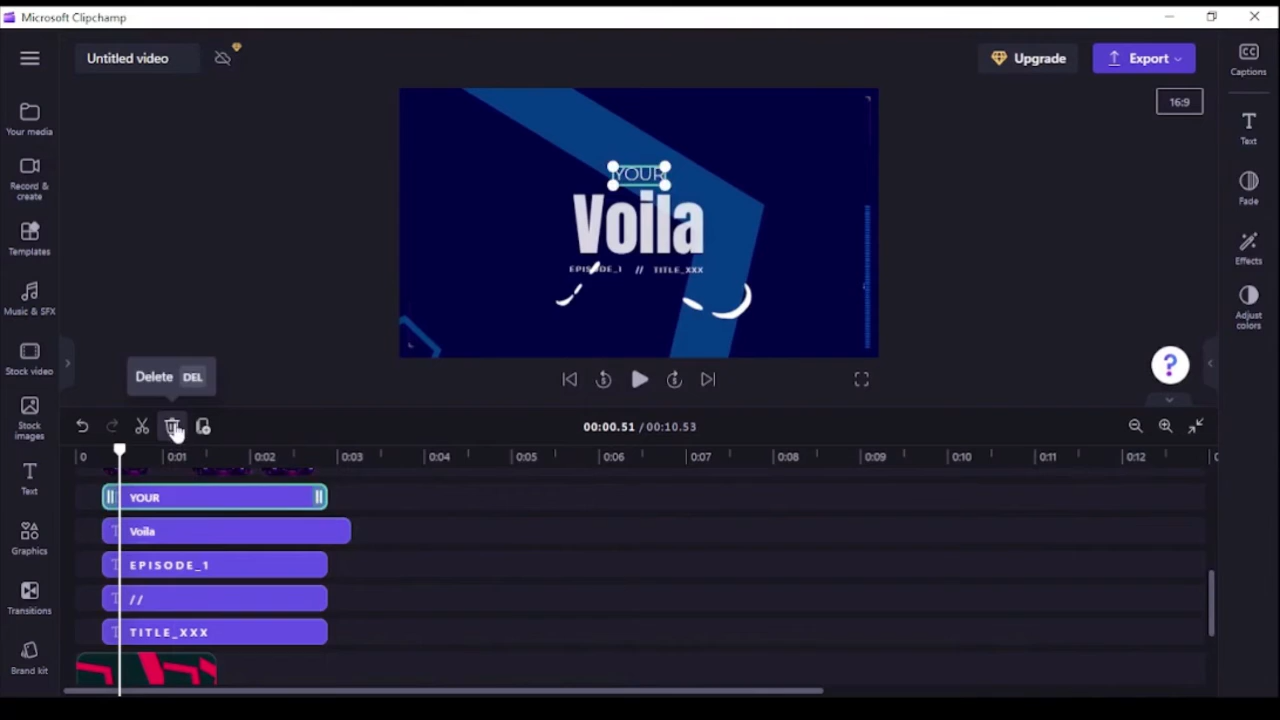 Microsoft Clipchamp
Untitled video
Upgrade
Export
Captions
16:9
Your media
Record &
create
Templates
Music & SFX
Stock video
Stock
images
Text
Graphics
Transitions
Brand kit
Text
Fade
Effects
Adjust
colors
YOUR
Voila
EPISODE_1 // TITLE_XXX
Delete DEL
5
5
?
00:00.51 / 00:10.53
0 0:01 0:02 0:03 0:04 0:05 0:06 0:07 0:08 0:09 0:10 0:11 0:12 0
YOUR
T Voila
T EPISODE_1
T //
T TITLE_XXX